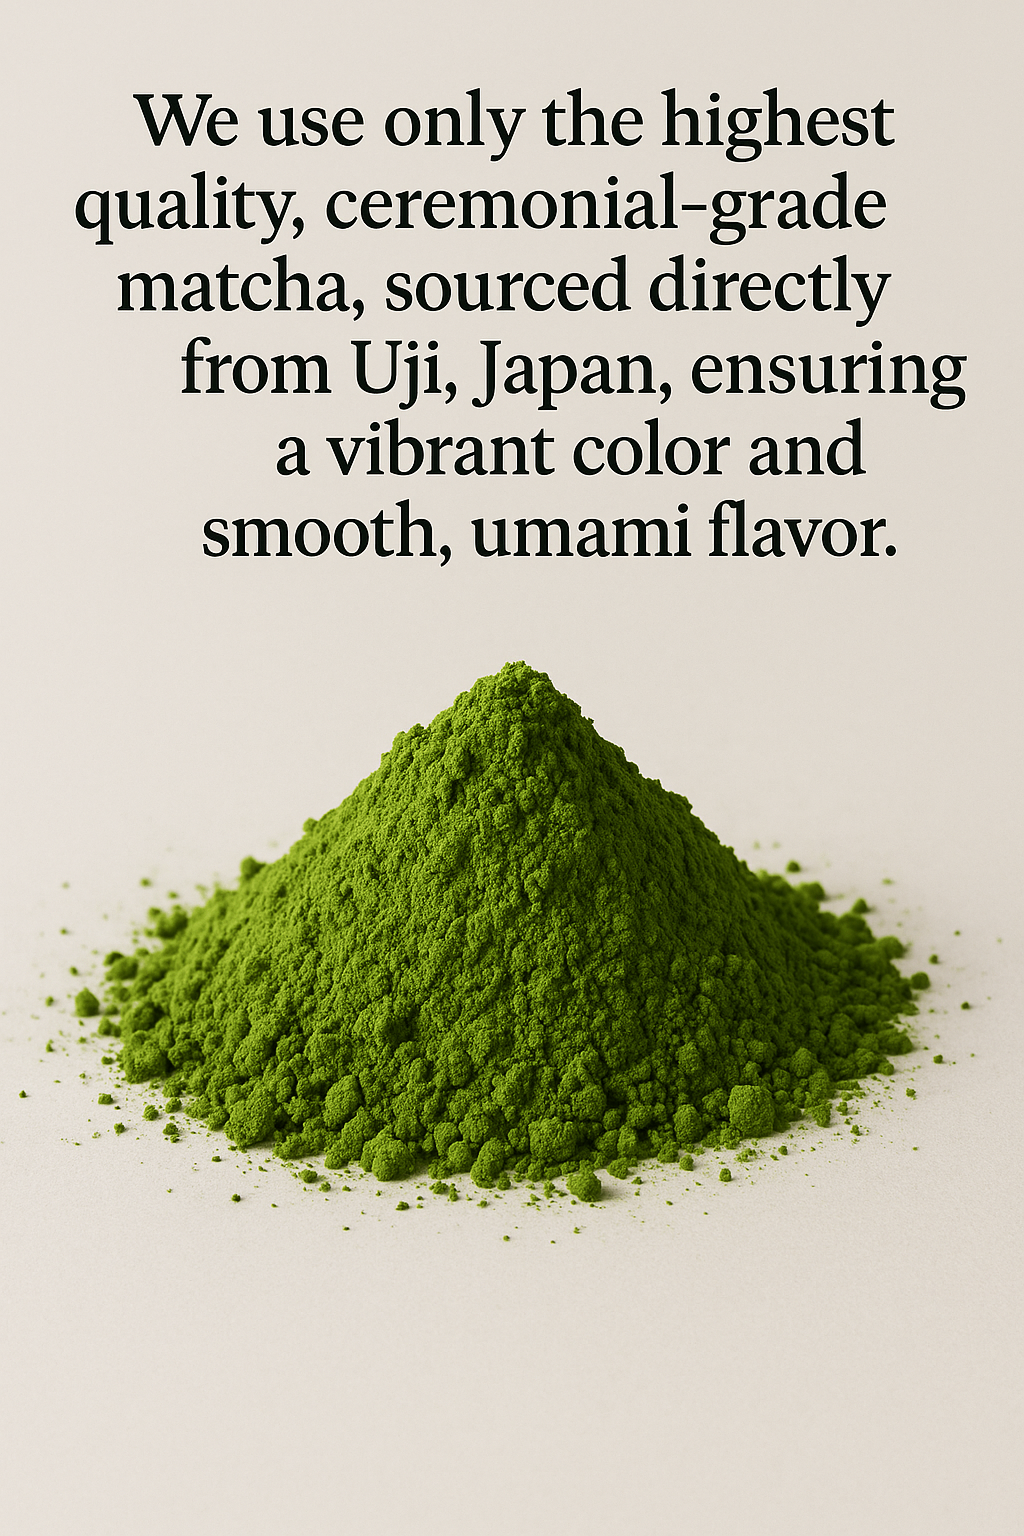 We use only the highest
quality, ceremonial-grade
matcha, sourced directly
from Uji, Japan, ensuring
a vibrant color and
smooth, umami flavor.